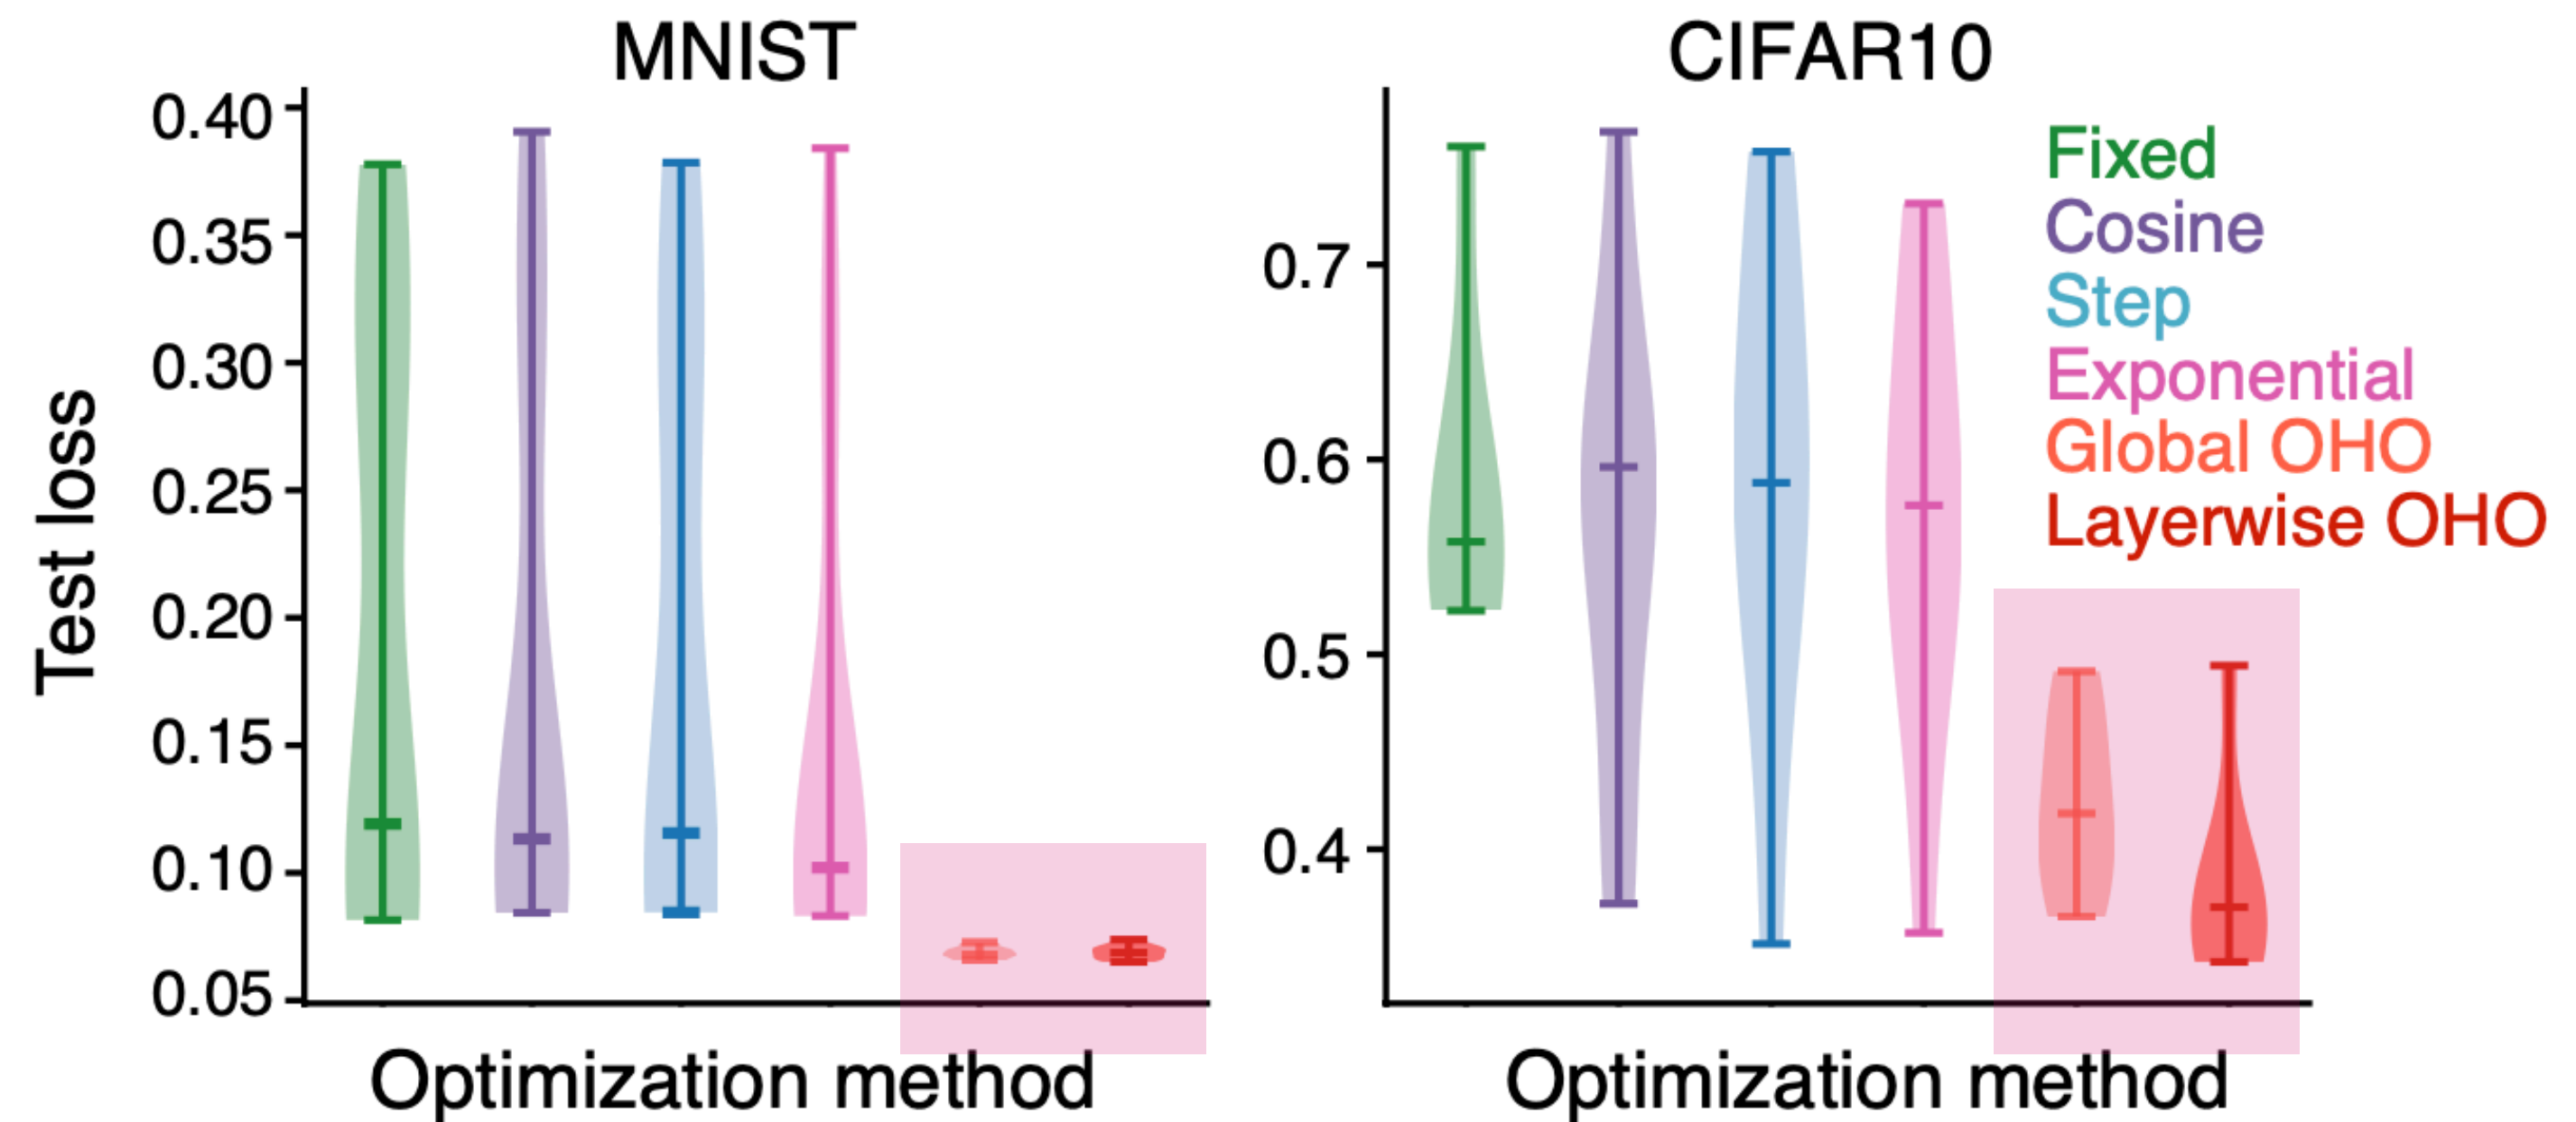 MNIST
0.40
0.35
0.30
0.25
0.20
0.15
0.10
0.05
Test loss
Optimization method
CIFAR10
0.7
0.6
0.5
0.4
Optimization method
Fixed
Cosine
Step
Exponential
Global OHO
Layerwise OHO